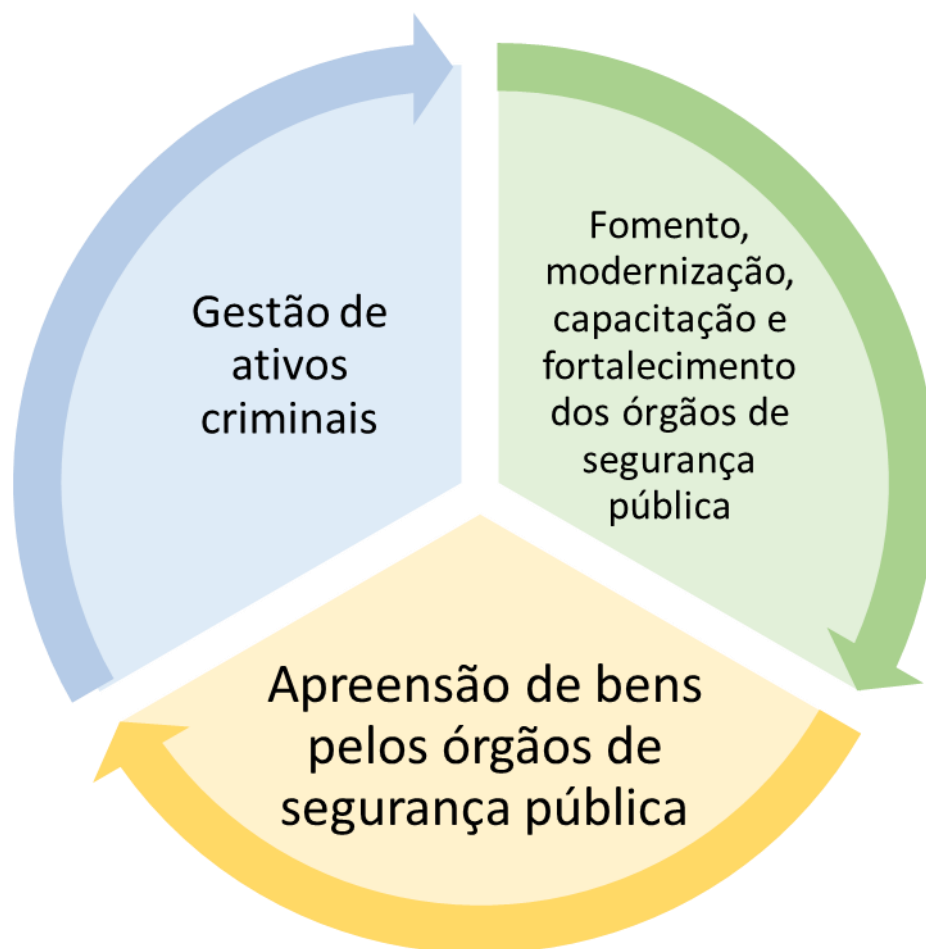 Gestão de
ativos
criminais
Fomento,
modernização,
capacitação e
fortalecimento
dos órgãos de
segurança
pública
Apreensão de bens
pelos órgãos de
segurança pública